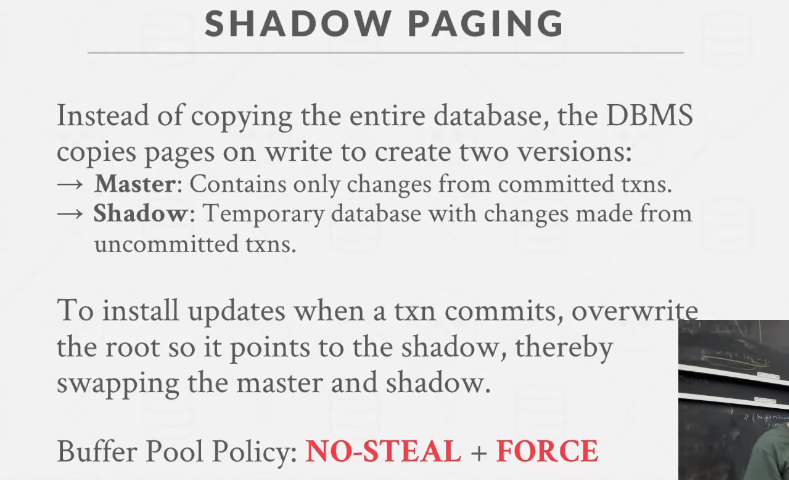 SHADOW PAGING
Instead of copying the entire database, the DBMS
copies pages on write to create two versions:
→ Master: Contains only changes from committed txns.
→ Shadow: Temporary database with changes made from
uncommitted txns.
To install updates when a txn commits, overwrite
the root so it points to the shadow, thereby
swapping the master and shadow.
Buffer Pool Policy: NO-STEAL + FORCE